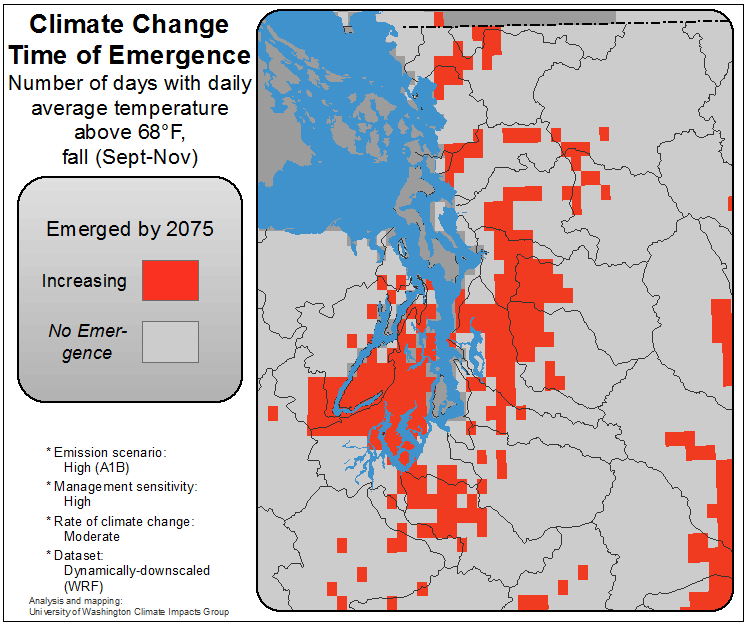 Climate Change
Time of Emergence
Number of days with daily
average temperature
above 68°F,
fall (Sept-Nov)
Emerged by 2075
Increasing
No Emer-
gence
* Emission scenario:
High (A1B)
* Management sensitivity:
High
* Rate of climate change:
Moderate
* Dataset:
Dynamically-downscaled
(WRF)
Analysis and mapping:
University of Washington Climate Impacts Group